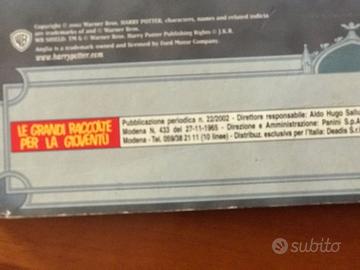 Copyright © 2002 Warner Bros. HARRY POTTER, characters, names and related indicia
are trademarks of and © Warner Bros. Harry Potter Publishing Rights © J.K.R.
WB SHIELD: TM & © Warner Bros.
Anglia is a trademark owned and licensed by Ford Motor Company.
www.harrypotter.com
LE GRANDI RACCOLTE
PER LA GIOVENTÙ
Pubblicazione periodica n. 22/2002 - Direttore responsabile: Aldo Hugo Sallu
Modena N. 433 del 27-11-1965 - Direzione e Amministrazione: Panini S.p.A
Modena - Tel. 059/38 21 11 (10 linee) - Distribuz. esclusiva per l'Italia: Deadis S.r.l
subito